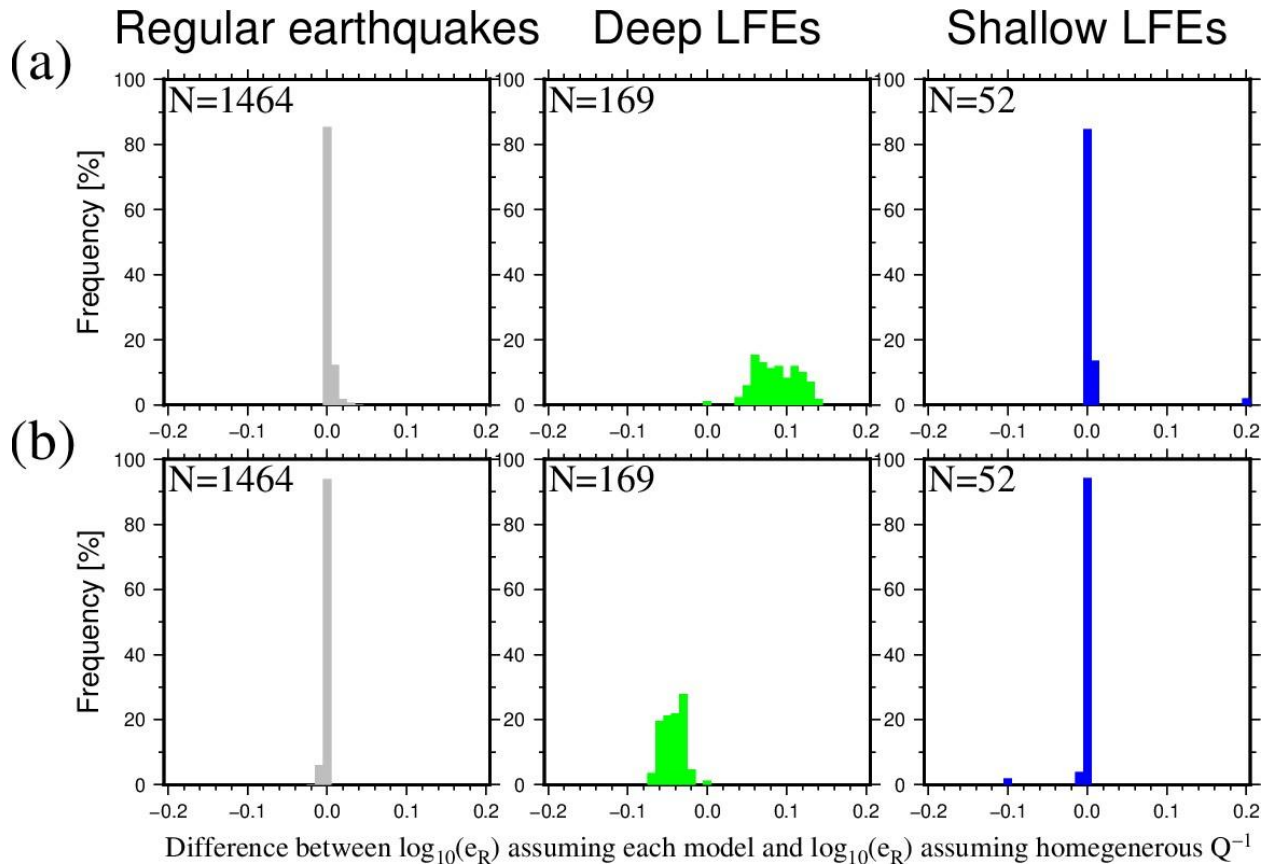 Regular earthquakes Deep LFEs Shallow LFEs
(a)
N=1464 N=169 N=52
Frequency [%]
100 100 100
80 80 80
60 60 60
40 40 40
20 20 20
0 0 0
−0.2 −0.1 0.0 0.1 0.2 −0.2 −0.1 0.0 0.1 0.2 −0.2 −0.1 0.0 0.1 0.2
(b)
N=1464 N=169 N=52
Frequency [%]
100 100 100
80 80 80
60 60 60
40 40 40
20 20 20
0 0 0
−0.2 −0.1 0.0 0.1 0.2 −0.2 −0.1 0.0 0.1 0.2 −0.2 −0.1 0.0 0.1 0.2
Difference between log₁₀(e_R) assuming each model and log₁₀(e_R) assuming homegenerous Q⁻¹